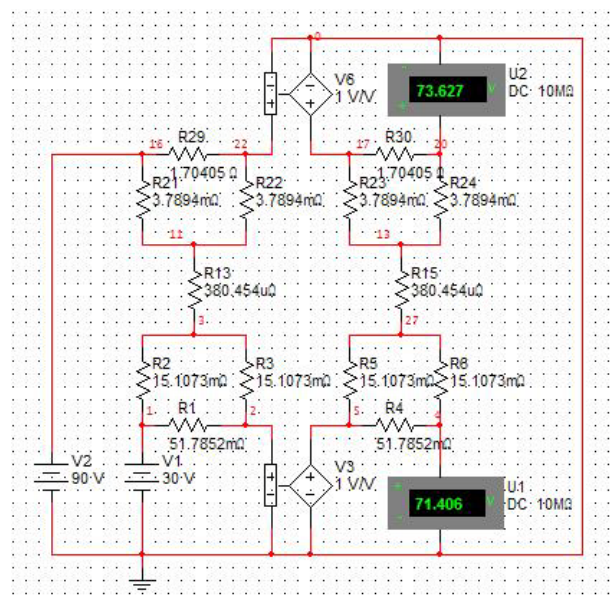 0
V6
1 V/V
U2
73.627 V
DC 10MΩ
16
R29
22
1.70405 Ω
17
R30
20
1.70405 Ω
R21
3.7894mΩ
R22
3.7894mΩ
R23
3.7894mΩ
R24
3.7894mΩ
11
13
R13
380.454uΩ
R15
380.454uΩ
3
27
R2
15.1073mΩ
R3
15.1073mΩ
R5
15.1073mΩ
R6
15.1073mΩ
1
R1
2
51.7852mΩ
5
R4
51.7852mΩ
V2
90 V
V1
30 V
V3
1 V/V
U1
71.406 V
DC 10MΩ